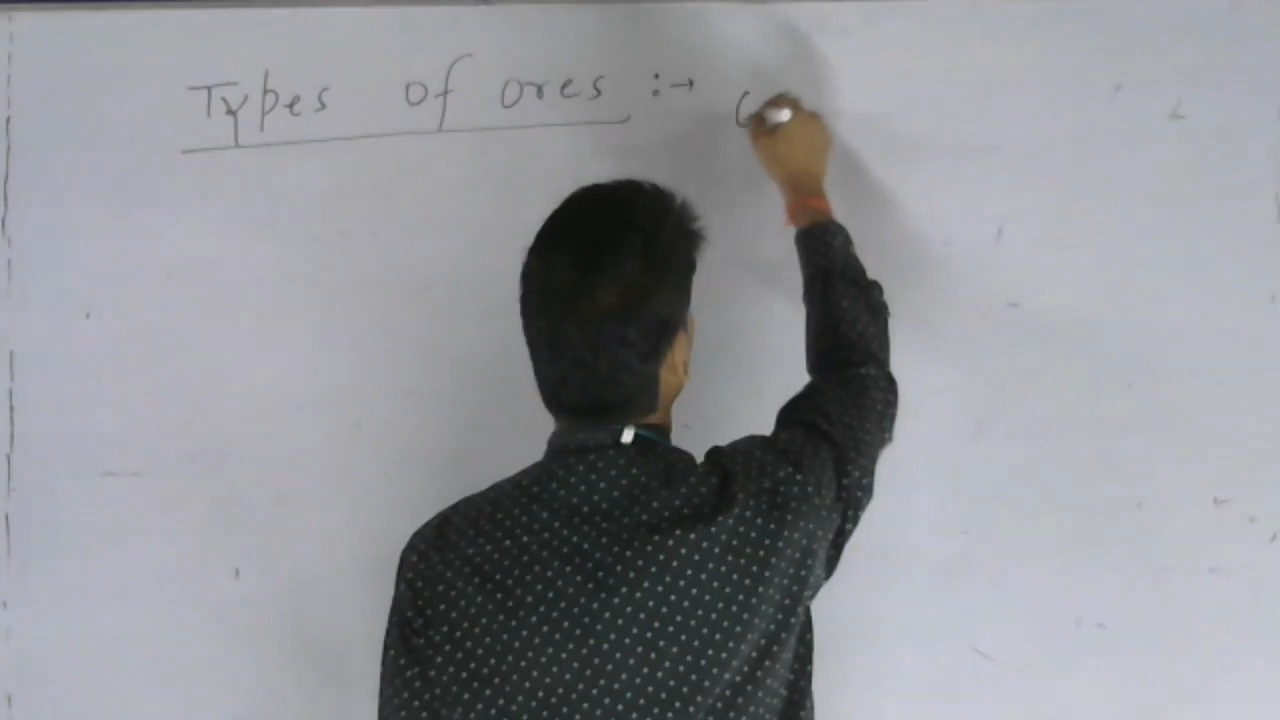 Types of ores :→